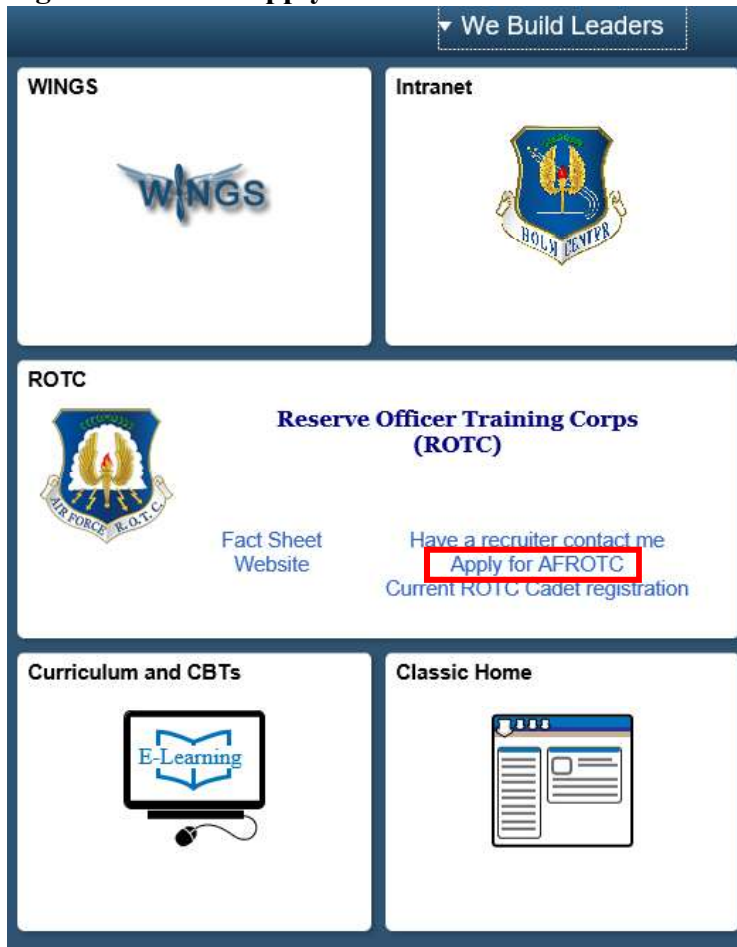 We Build Leaders
WINGS
Intranet
WINGS
HOLM CENTER
ROTC
Reserve Officer Training Corps
(ROTC)
AIR FORCE R.O.T.C.
Fact Sheet
Have a recruiter contact me
Website
Apply for AFROTC
Current ROTC Cadet registration
Curriculum and CBTs
Classic Home
E-Learning